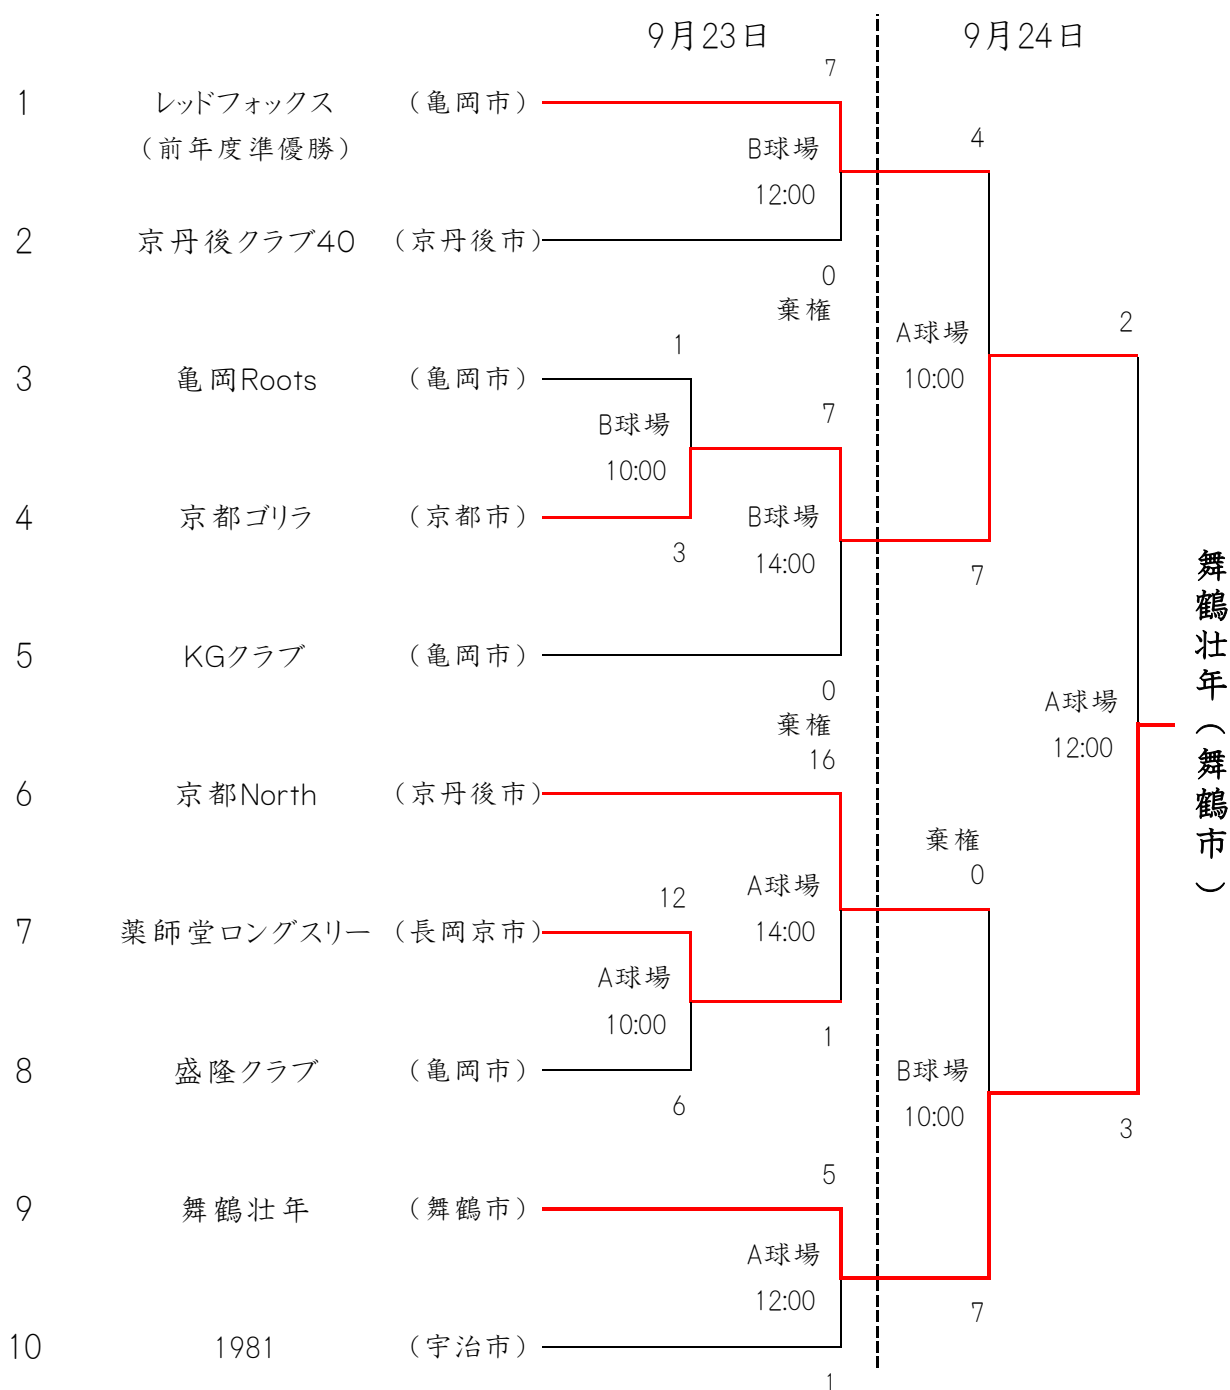 9月23日
9月24日
7
1 レッドフォックス (亀岡市)
(前年度準優勝)
B球場
12:00
4
2 京丹後クラブ40 (京丹後市)
0
棄権
A球場
10:00
2
1
3 亀岡Roots (亀岡市)
B球場
10:00
7
4 京都ゴリラ (京都市)
3
B球場
14:00
7
5 KGクラブ (亀岡市)
0
棄権
A球場
12:00
舞鶴壮年(舞鶴市)
16
6 京都North (京丹後市)
棄権
0
12
A球場
14:00
7 薬師堂ロングスリー (長岡京市)
A球場
10:00
1
8 盛隆クラブ (亀岡市)
6
B球場
10:00
3
5
9 舞鶴壮年 (舞鶴市)
A球場
12:00
7
10 1981 (宇治市)
1